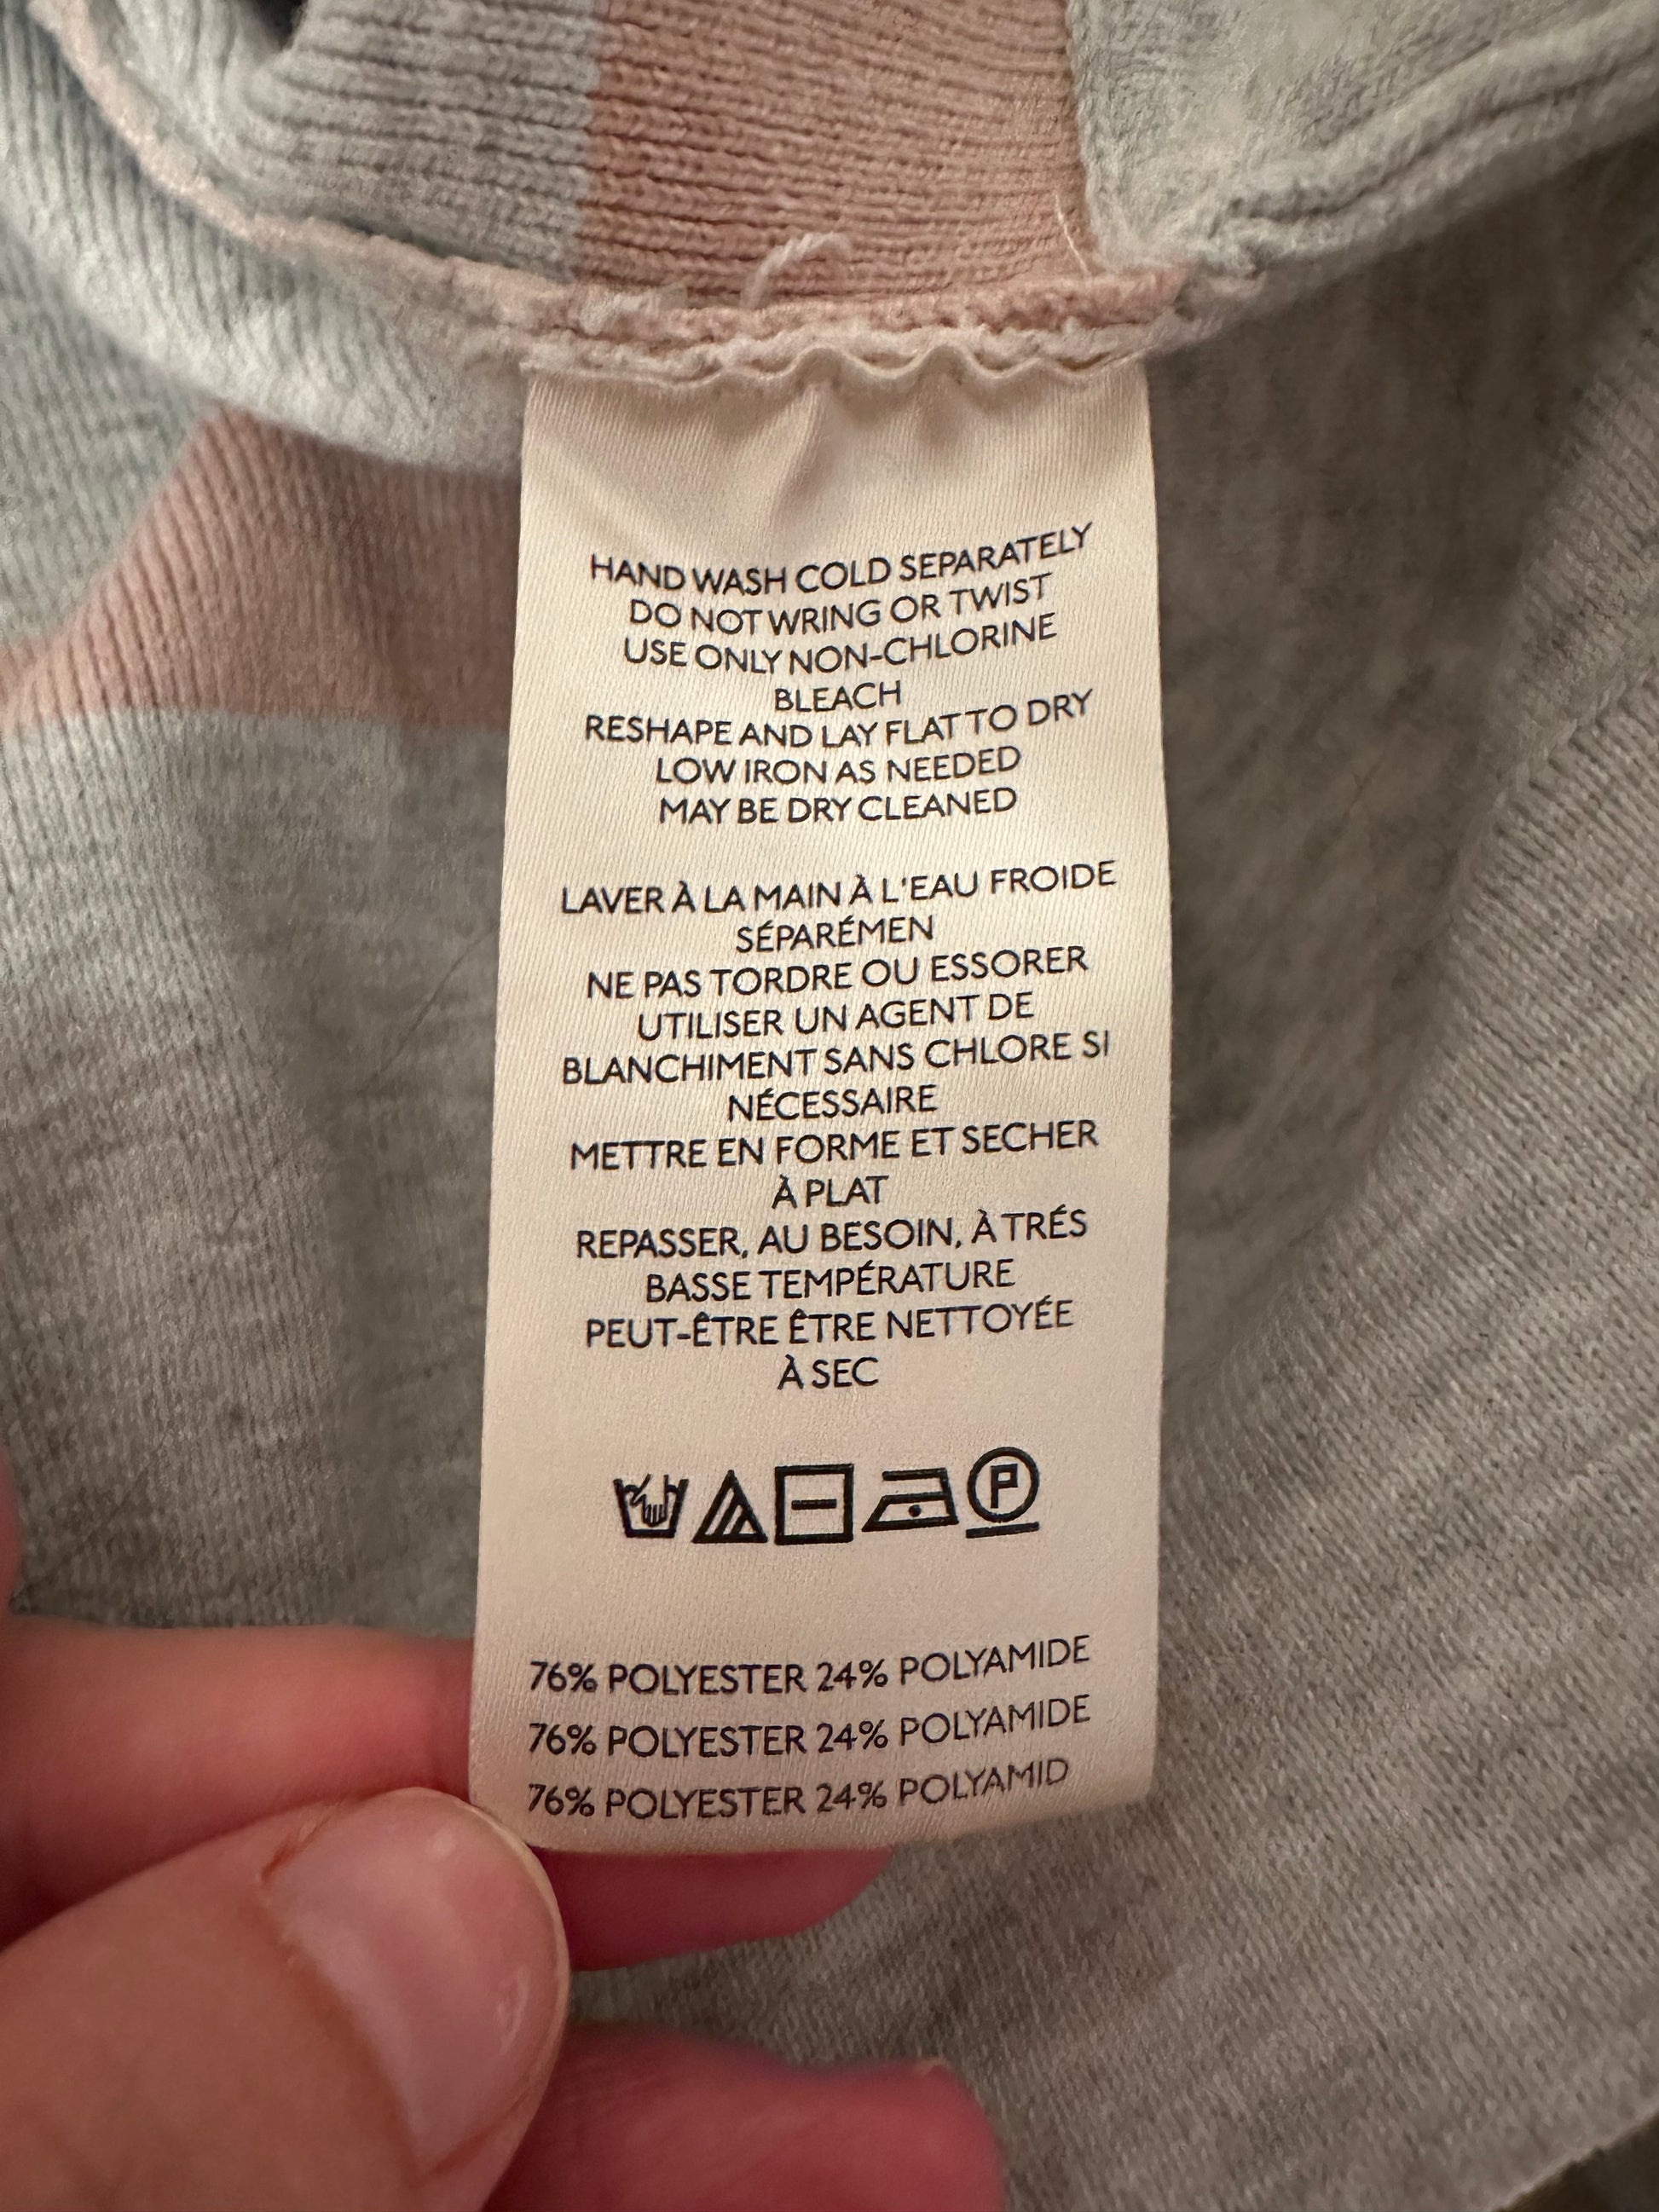 HAND WASH COLD SEPARATELY
DO NOT WRING OR TWIST
USE ONLY NON-CHLORINE
BLEACH
RESHAPE AND LAY FLAT TO DRY
LOW IRON AS NEEDED
MAY BE DRY CLEANED
LAVER À LA MAIN À L'EAU FROIDE
SÉPARÉMEN
NE PAS TORDRE OU ESSORER
UTILISER UN AGENT DE
BLANCHIMENT SANS CHLORE SI
NÉCESSAIRE
METTRE EN FORME ET SECHER
À PLAT
REPASSER, AU BESOIN, À TRÉS
BASSE TEMPÉRATURE
PEUT-ÊTRE ÊTRE NETTOYÉE
À SEC
P
76% POLYESTER 24% POLYAMIDE
76% POLYESTER 24% POLYAMIDE
76% POLYESTER 24% POLYAMID